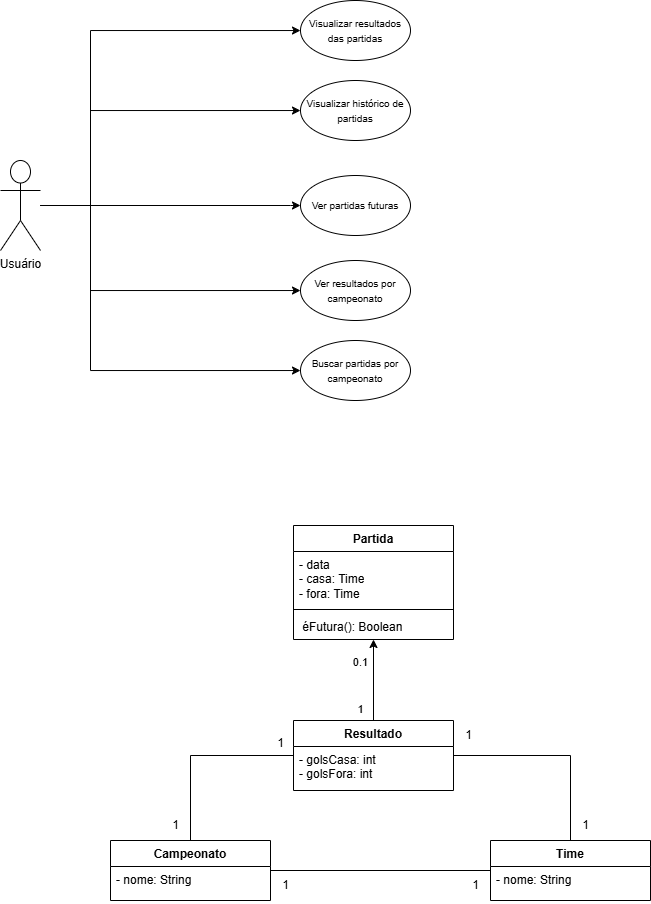 Visualizar resultados
das partidas
Visualizar histórico de
partidas
Ver partidas futuras
Usuário
Ver resultados por
campeonato
Buscar partidas por
campeonato
Partida
- data
- casa: Time
- fora: Time
éFutura(): Boolean
0.1
1
Resultado
- golsCasa: int
- golsFora: int
1
1
1
1
Campeonato
- nome: String
1
1
Time
- nome: String